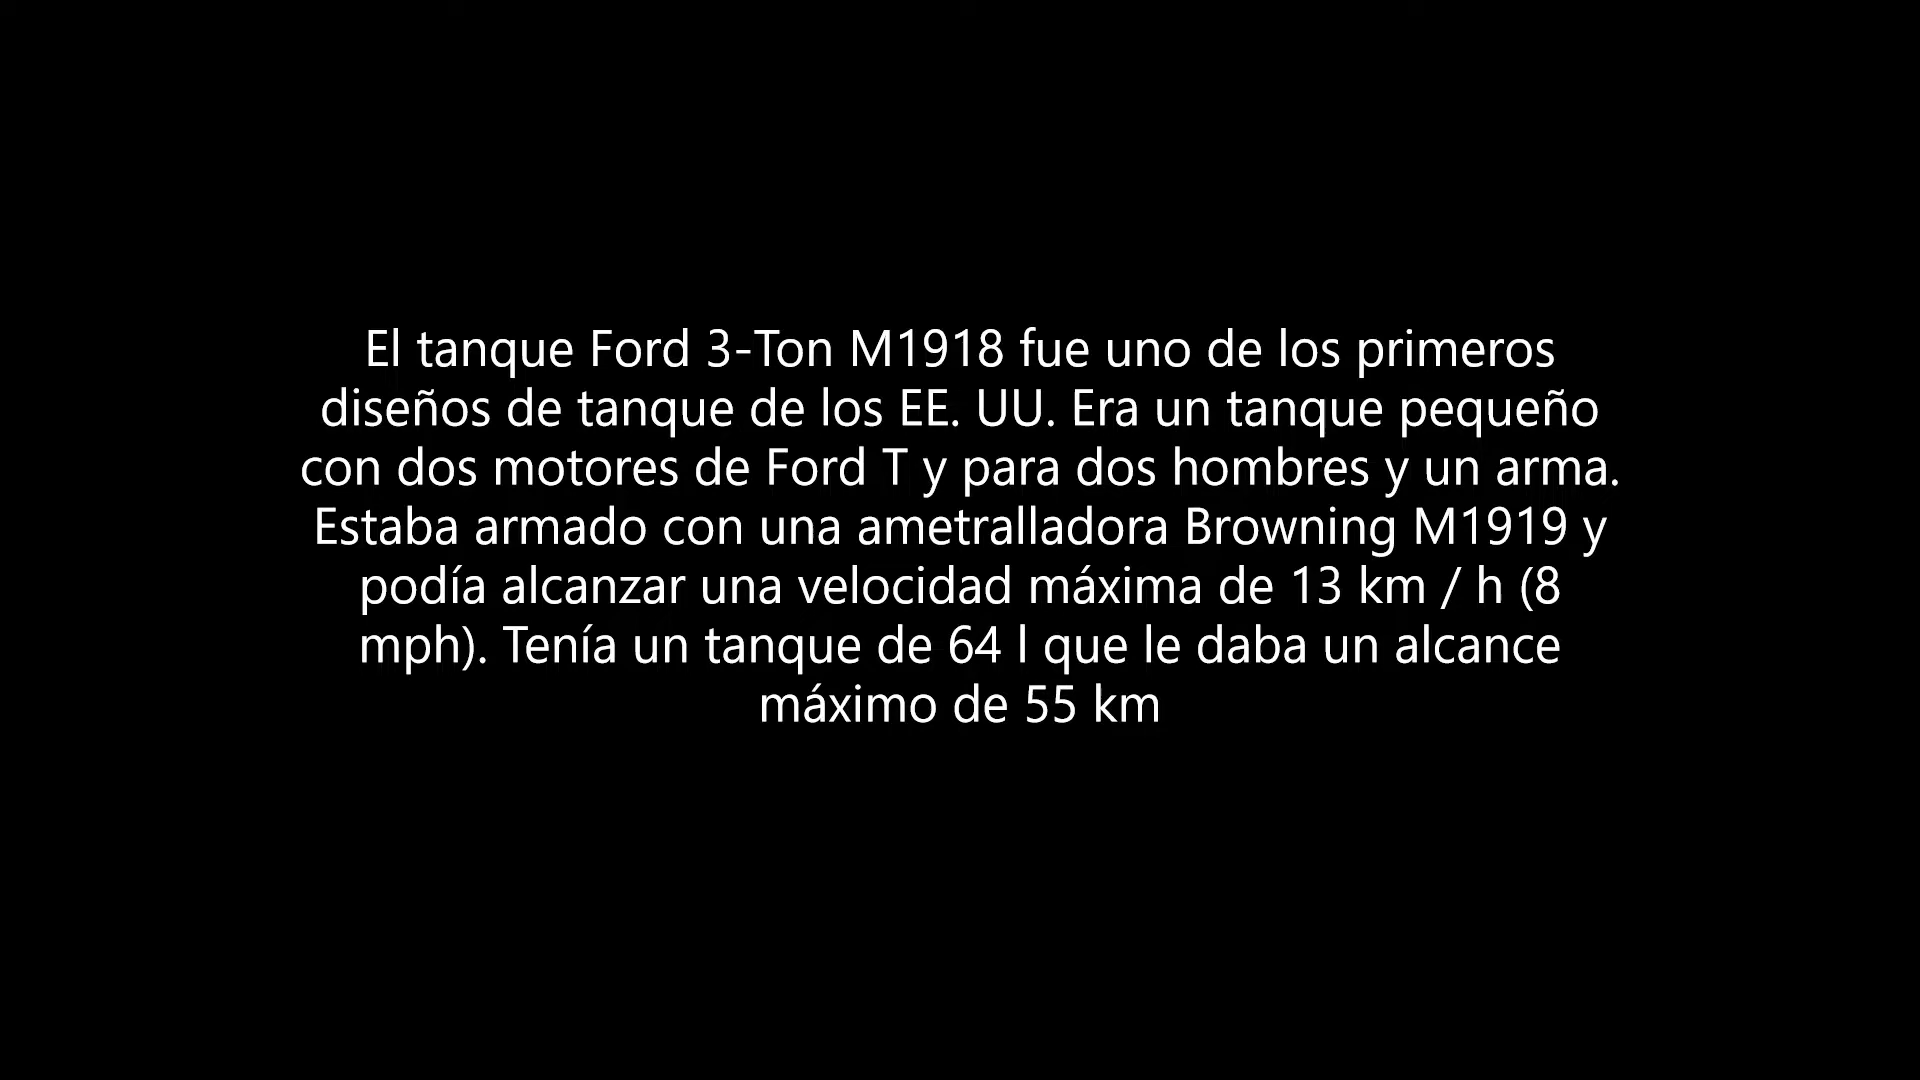 El tanque Ford 3-Ton M1918 fue uno de los primeros
diseños de tanque de los EE. UU. Era un tanque pequeño
con dos motores de Ford T y para dos hombres y un arma.
Estaba armado con una ametralladora Browning M1919 y
podía alcanzar una velocidad máxima de 13 km / h (8
mph). Tenía un tanque de 64 l que le daba un alcance
máximo de 55 km